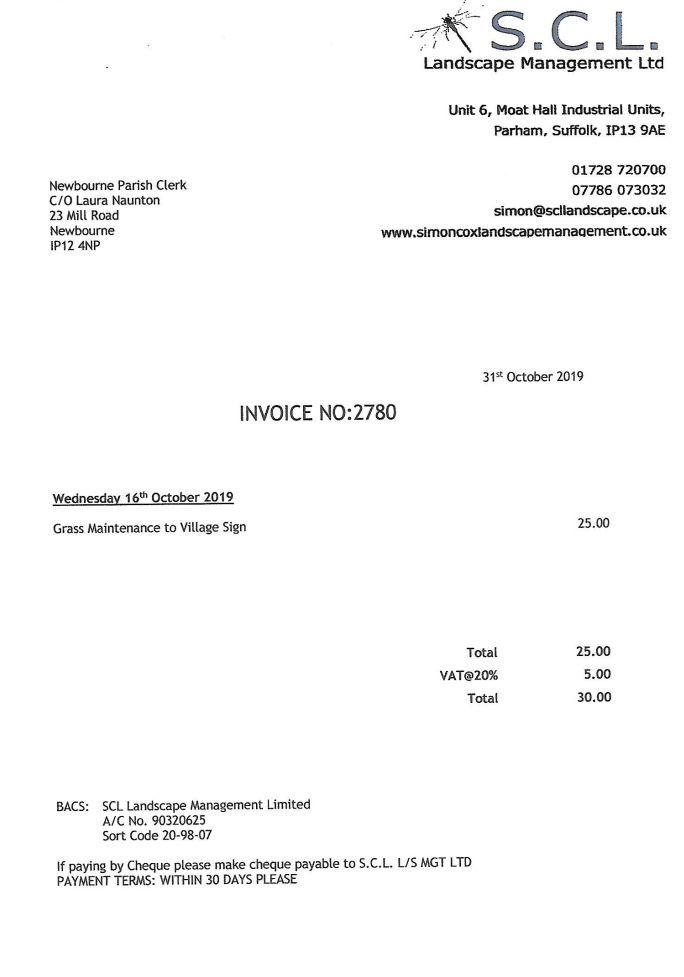 S.C.L.
Landscape Management Ltd
Unit 6, Moat Hall Industrial Units,
Parham, Suffolk, IP13 9AE
01728 720700
07786 073032
simon@scllandscape.co.uk
www.simoncoxlandscapemanagement.co.uk
Newbourne Parish Clerk
C/O Laura Naunton
23 Mill Road
Newbourne
IP12 4NP
31st October 2019
INVOICE NO:2780
Wednesday 16th October 2019
Grass Maintenance to Village Sign 25.00
Total 25.00
VAT@20% 5.00
Total 30.00
BACS: SCL Landscape Management Limited
A/C No. 90320625
Sort Code 20-98-07
If paying by Cheque please make cheque payable to S.C.L. L/S MGT LTD
PAYMENT TERMS: WITHIN 30 DAYS PLEASE